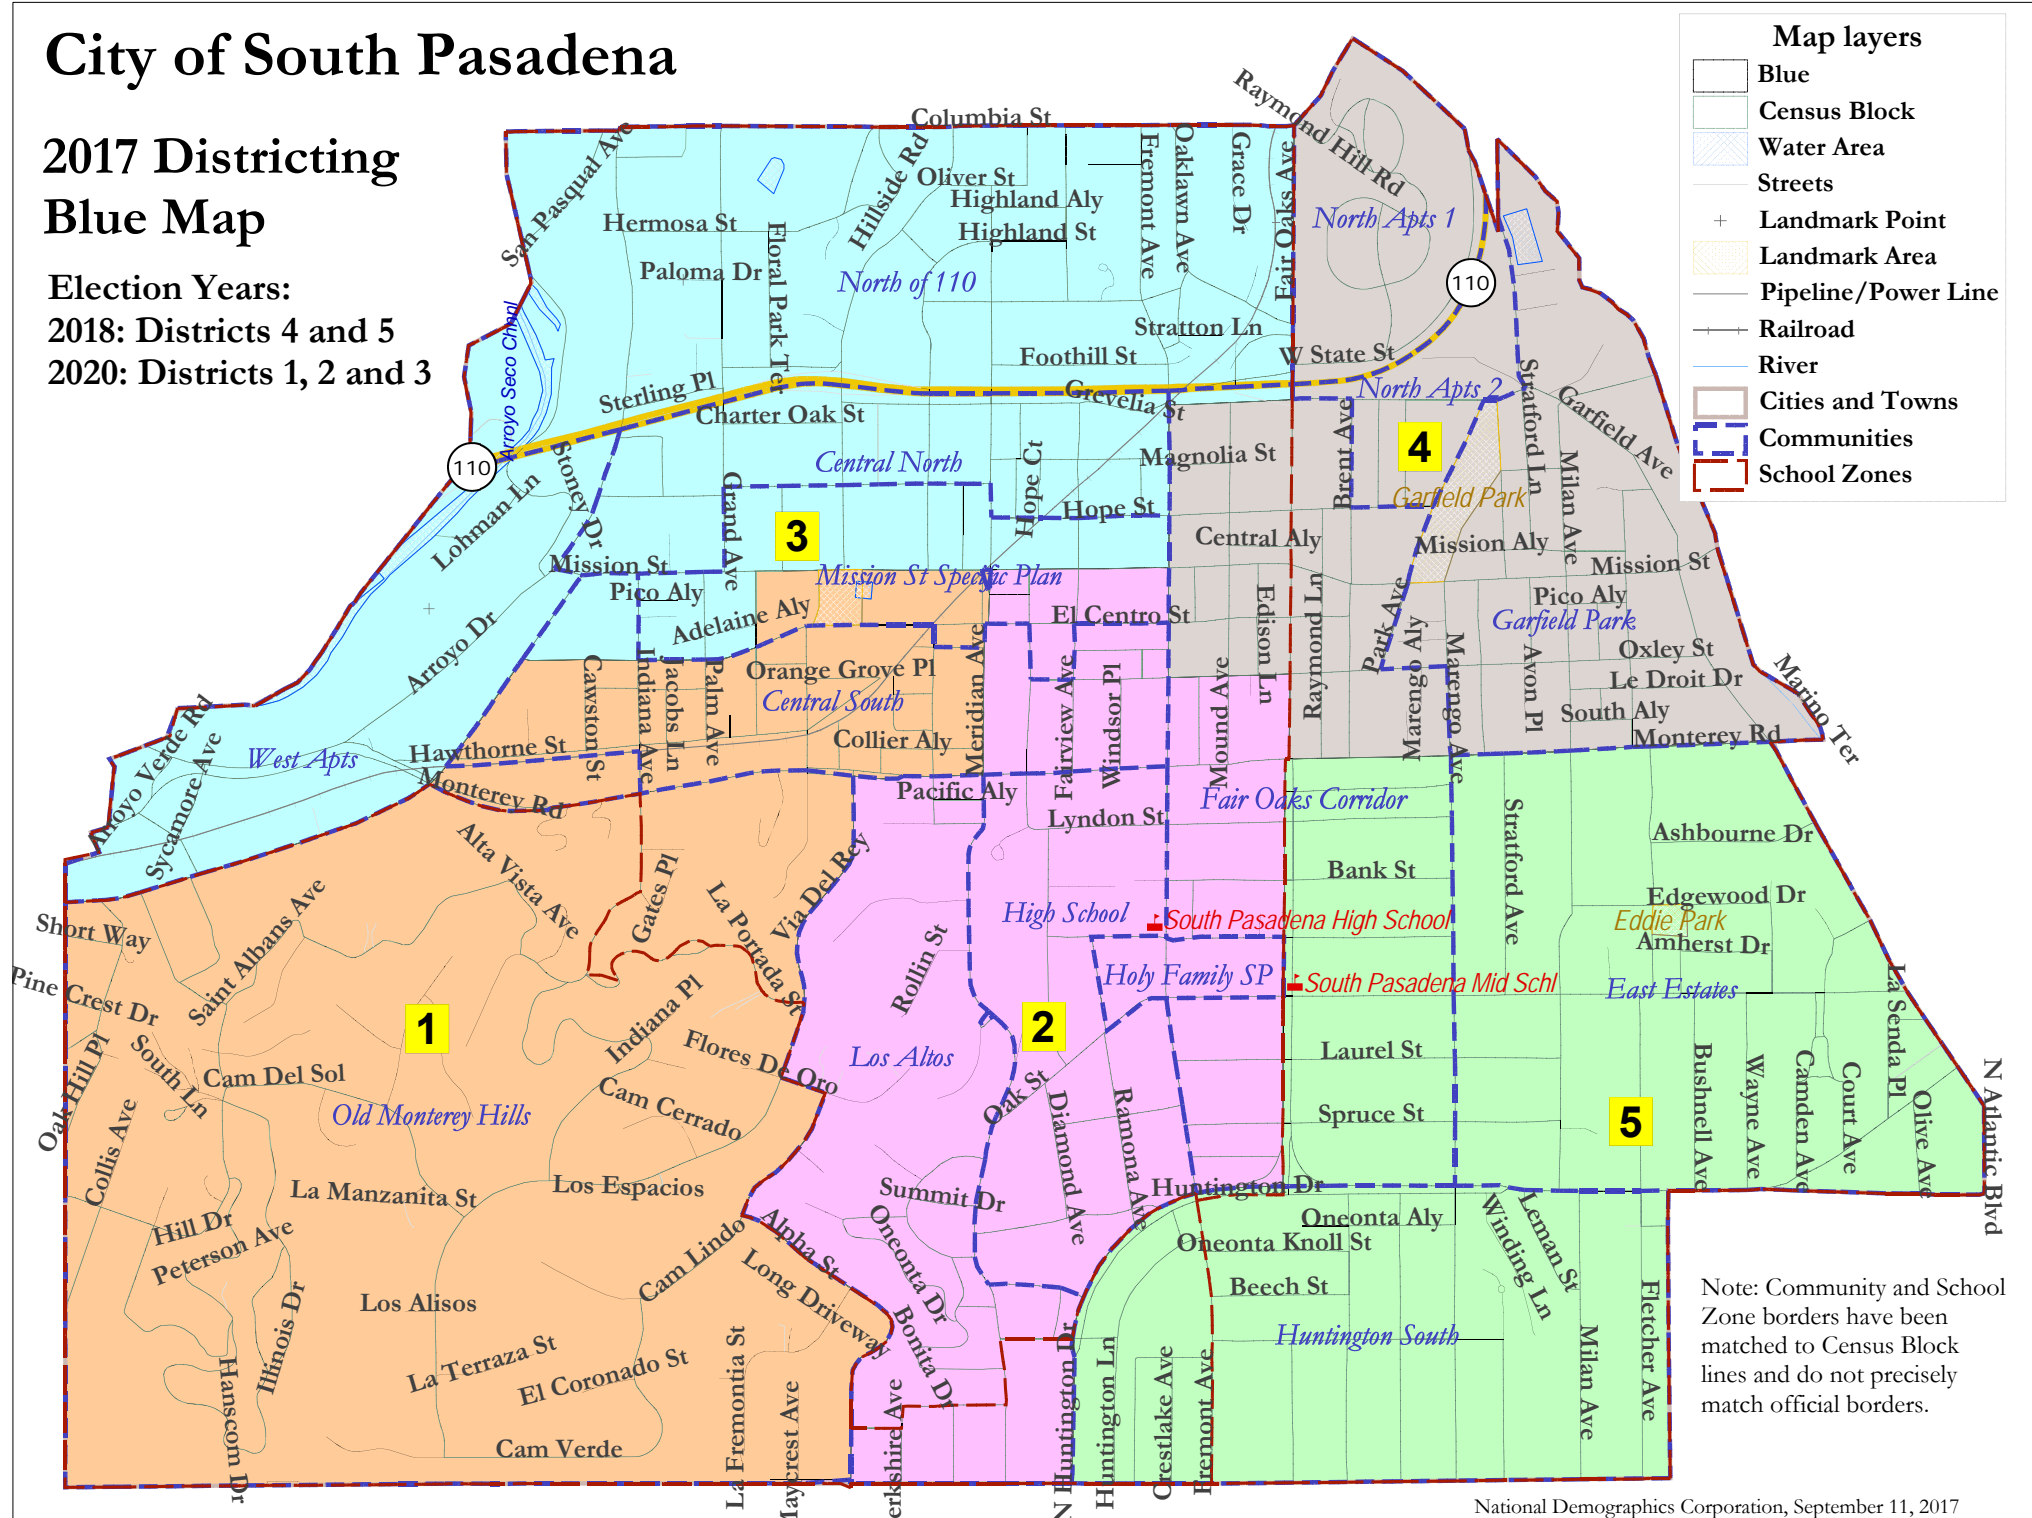 City of South Pasadena
2017 Districting
Blue Map
Election Years:
2018: Districts 4 and 5
2020: Districts 1, 2 and 3
Map layers
Blue
Census Block
Water Area
Streets
Landmark Point
Landmark Area
Pipeline/Power Line
Railroad
River
Cities and Towns
Communities
School Zones
Columbia St
Raymond Hill Rd
San Pasqual Ave
Hillside Rd
Oliver St
Highland Aly
Highland St
Fremont Ave
Oaklawn Ave
Grace Dr
Fair Oaks Ave
North Apts 1
Hermosa St
Floral Park Ter
Paloma Dr
North of 110
110
Stratton Ln
Foothill St
W State St
Arroyo Seco Chnnl
Sterling Pl
Charter Oak St
Grevelia St
North Apts 2
Stratford Ln
Garfield Ave
110
Lohman Ln
Stoney Dr
Grand Ave
Central North
Hope Ct
Magnolia St
Brent Ave
4
Garfield Park
Milan Ave
3
Hope St
Central Aly
Mission Aly
Mission St
Mission St
Mission St Specific Plan
Pico Aly
Pico Aly
Adelaine Aly
El Centro St
Edison Ln
Raymond Ln
Park Ave
Marengo Aly
Marengo Ave
Garfield Park
Oxley St
Arroyo Dr
Cawston St
Indiana Ave
Jacobs Ln
Palm Ave
Orange Grove Pl
Central South
Meridian Ave
Fairview Ave
Windsor Pl
Mound Ave
Avon Pl
Le Droit Dr
South Aly
Monterey Rd
Marino Ter
Arroyo Verde Rd
Sycamore Ave
West Apts
Hawthorne St
Monterey Rd
Collier Aly
Pacific Aly
Lyndon St
Fair Oaks Corridor
Stratford Ave
Ashbourne Dr
Alta Vista Ave
Gates Pl
La Portada St
Via Del Rey
Bank St
Edgewood Dr
Eddie Park
Amherst Dr
Short Way
Saint Albans Ave
High School
South Pasadena High School
Rollin St
Holy Family SP
South Pasadena Mid Schl
East Estates
La Senda Pl
Pine Crest Dr
1
Indiana Pl
2
Oak Hill Pl
South Ln
Cam Del Sol
Flores De Oro
Los Altos
Laurel St
Bushnell Ave
Wayne Ave
Camden Ave
Court Ave
Olive Ave
N Atlantic Blvd
Collis Ave
Old Monterey Hills
Cam Cerrado
Oak St
Diamond Ave
Ramona Ave
Spruce St
5
La Manzanita St
Los Espacios
Summit Dr
Huntington Dr
Hill Dr
Peterson Ave
Cam Lindo
Alpha St
Oneonta Dr
Oneonta Aly
Oneonta Knoll St
Winding Ln
Leman St
Illinois Dr
Los Alisos
Long Driveway
Bonita Dr
Beech St
Huntington South
Milan Ave
Fletcher Ave
Hanscom Dr
La Terraza St
El Coronado St
Cam Verde
La Fremontia St
Maycrest Ave
erkshire Ave
N Huntington Dr
Huntington Ln
Crestlake Ave
Fremont Ave
Note: Community and School
Zone borders have been
matched to Census Block
lines and do not precisely
match official borders.
National Demographics Corporation, September 11, 2017